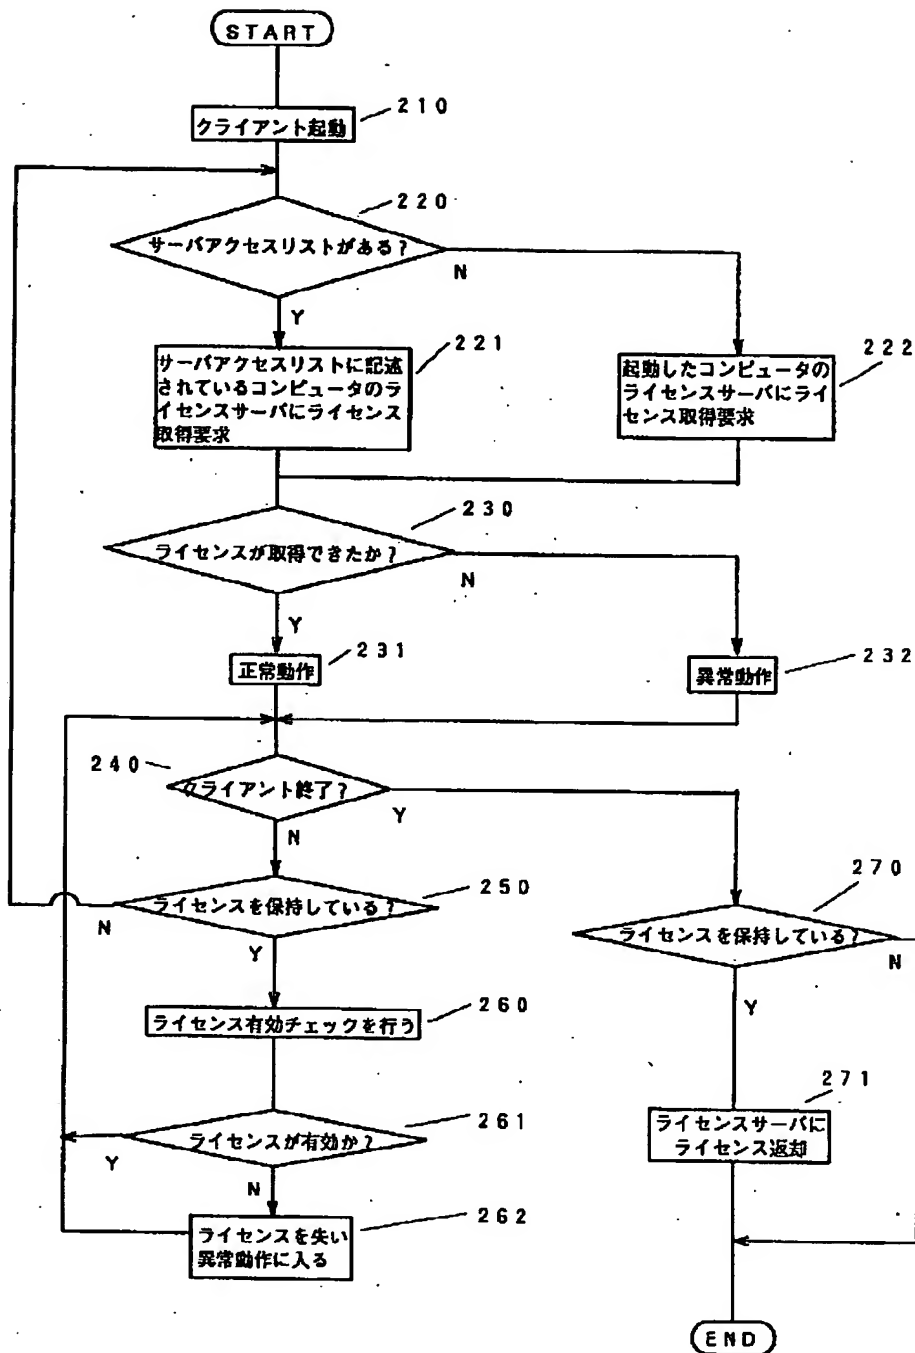 START
210
クライアント起動
220
サーバアクセスリストがある?
N
Y
221
サーバアクセスリストに記述
されているコンピュータのラ
イセンスサーバにライセンス
取得要求
222
起動したコンピュータの
ライセンスサーバにライ
センス取得要求
230
ライセンスが取得できたか?
N
Y
231
正常動作
232
異常動作
240
クライアント終了?
Y
N
250
ライセンスを保持している?
N
Y
270
ライセンスを保持している?
N
Y
260
ライセンス有効チェックを行う
261
ライセンスが有効か?
Y
N
271
ライセンスサーバに
ライセンス返却
262
ライセンスを失い
異常動作に入る
END